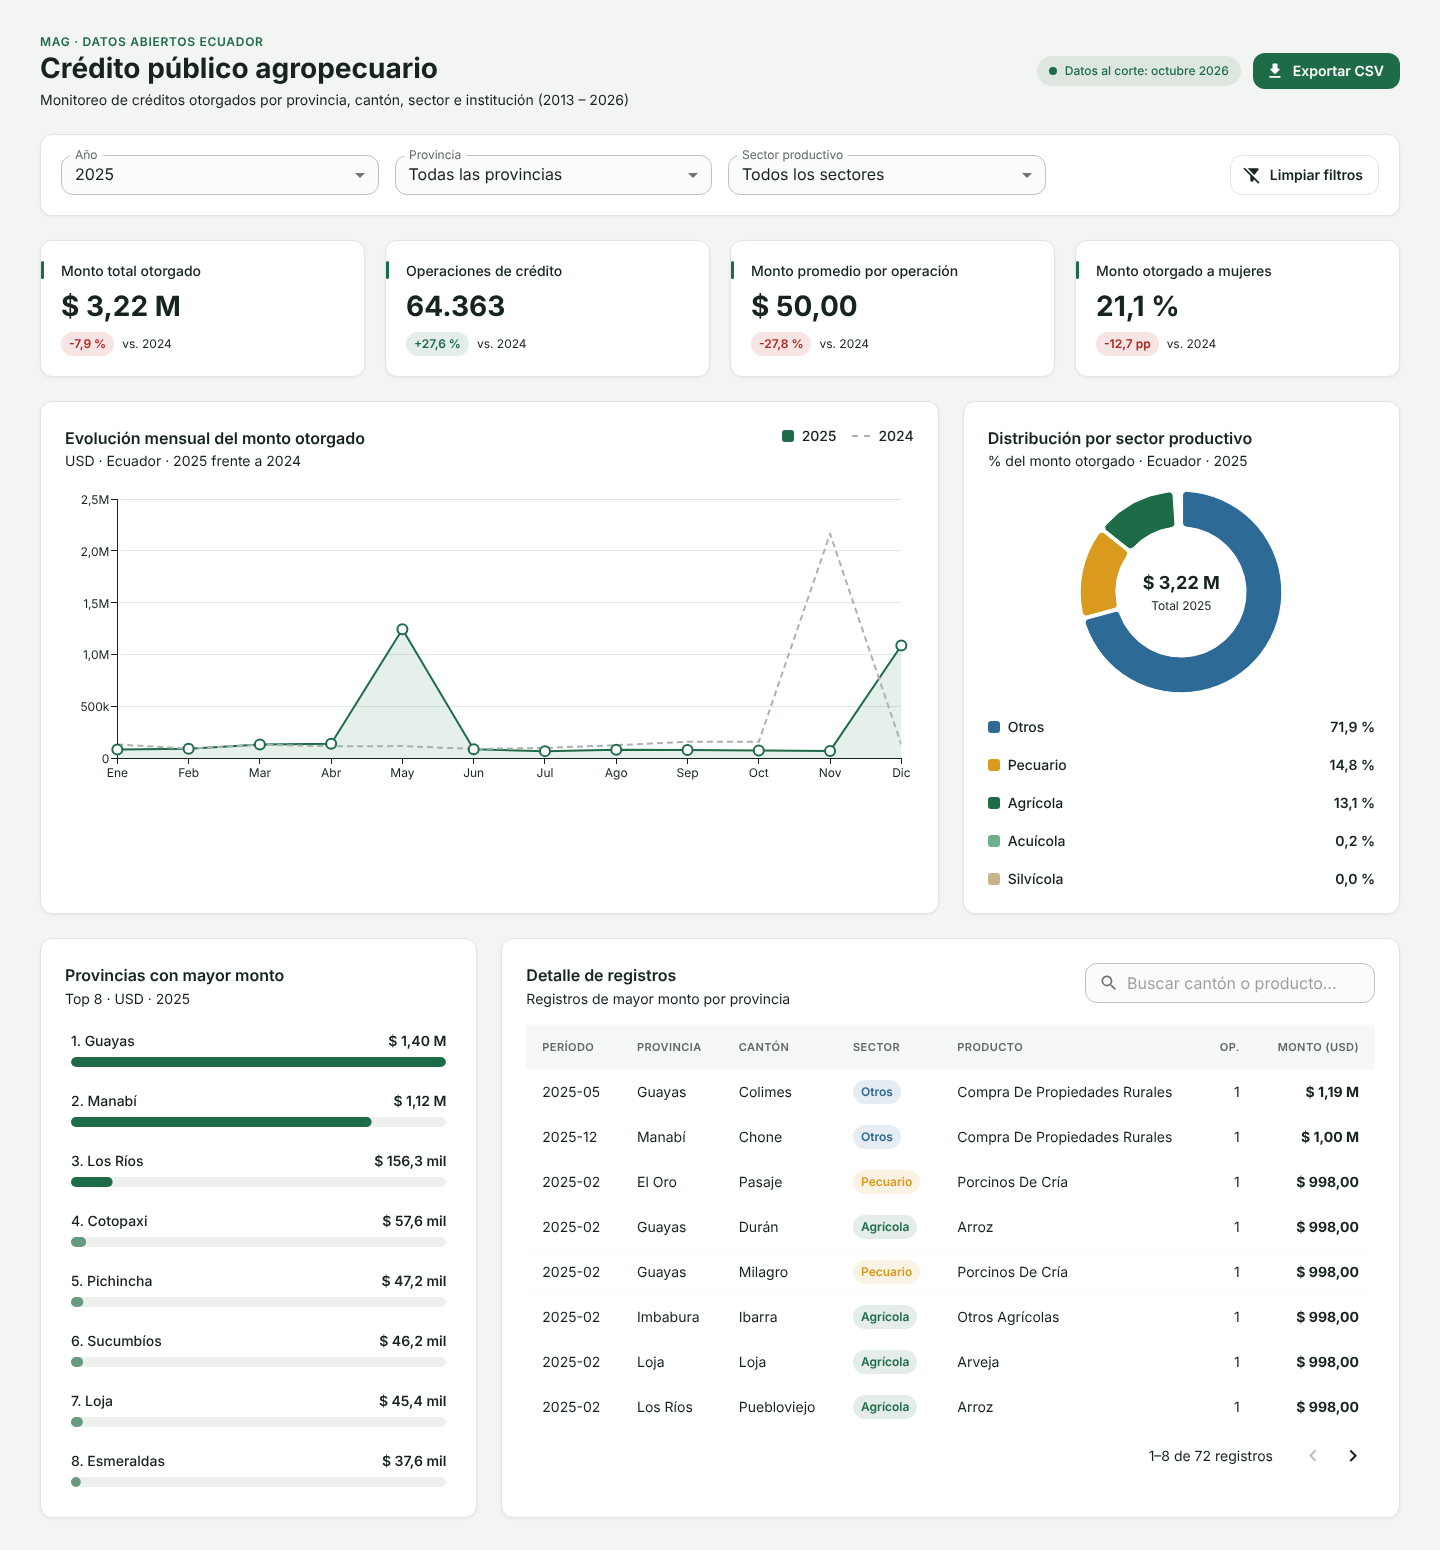 MAG · DATOS ABIERTOS ECUADOR
Crédito público agropecuario
Monitoreo de créditos otorgados por provincia, cantón, sector e institución (2013 – 2026)
Datos al corte: octubre 2026
Exportar CSV
Año
2025
Provincia
Todas las provincias
Sector productivo
Todos los sectores
Limpiar filtros
Monto total otorgado
$ 3,22 M
-7,9 % vs. 2024
Operaciones de crédito
64.363
+27,6 % vs. 2024
Monto promedio por operación
$ 50,00
-27,8 % vs. 2024
Monto otorgado a mujeres
21,1 %
-12,7 pp vs. 2024
Evolución mensual del monto otorgado
USD · Ecuador · 2025 frente a 2024
2025 2024
2,5M
2,0M
1,5M
1,0M
500k
0
Ene Feb Mar Abr May Jun Jul Ago Sep Oct Nov Dic
Distribución por sector productivo
% del monto otorgado · Ecuador · 2025
$ 3,22 M
Total 2025
Otros 71,9 %
Pecuario 14,8 %
Agrícola 13,1 %
Acuícola 0,2 %
Silvícola 0,0 %
Provincias con mayor monto
Top 8 · USD · 2025
1. Guayas $ 1,40 M
2. Manabí $ 1,12 M
3. Los Ríos $ 156,3 mil
4. Cotopaxi $ 57,6 mil
5. Pichincha $ 47,2 mil
6. Sucumbíos $ 46,2 mil
7. Loja $ 45,4 mil
8. Esmeraldas $ 37,6 mil
Detalle de registros
Registros de mayor monto por provincia
Buscar cantón o producto...
PERÍODO PROVINCIA CANTÓN SECTOR PRODUCTO OP. MONTO (USD)
2025-05 Guayas Colimes Otros Compra De Propiedades Rurales 1 $ 1,19 M
2025-12 Manabí Chone Otros Compra De Propiedades Rurales 1 $ 1,00 M
2025-02 El Oro Pasaje Pecuario Porcinos De Cría 1 $ 998,00
2025-02 Guayas Durán Agrícola Arroz 1 $ 998,00
2025-02 Guayas Milagro Pecuario Porcinos De Cría 1 $ 998,00
2025-02 Imbabura Ibarra Agrícola Otros Agrícolas 1 $ 998,00
2025-02 Loja Loja Agrícola Arveja 1 $ 998,00
2025-02 Los Ríos Puebloviejo Agrícola Arroz 1 $ 998,00
1–8 de 72 registros